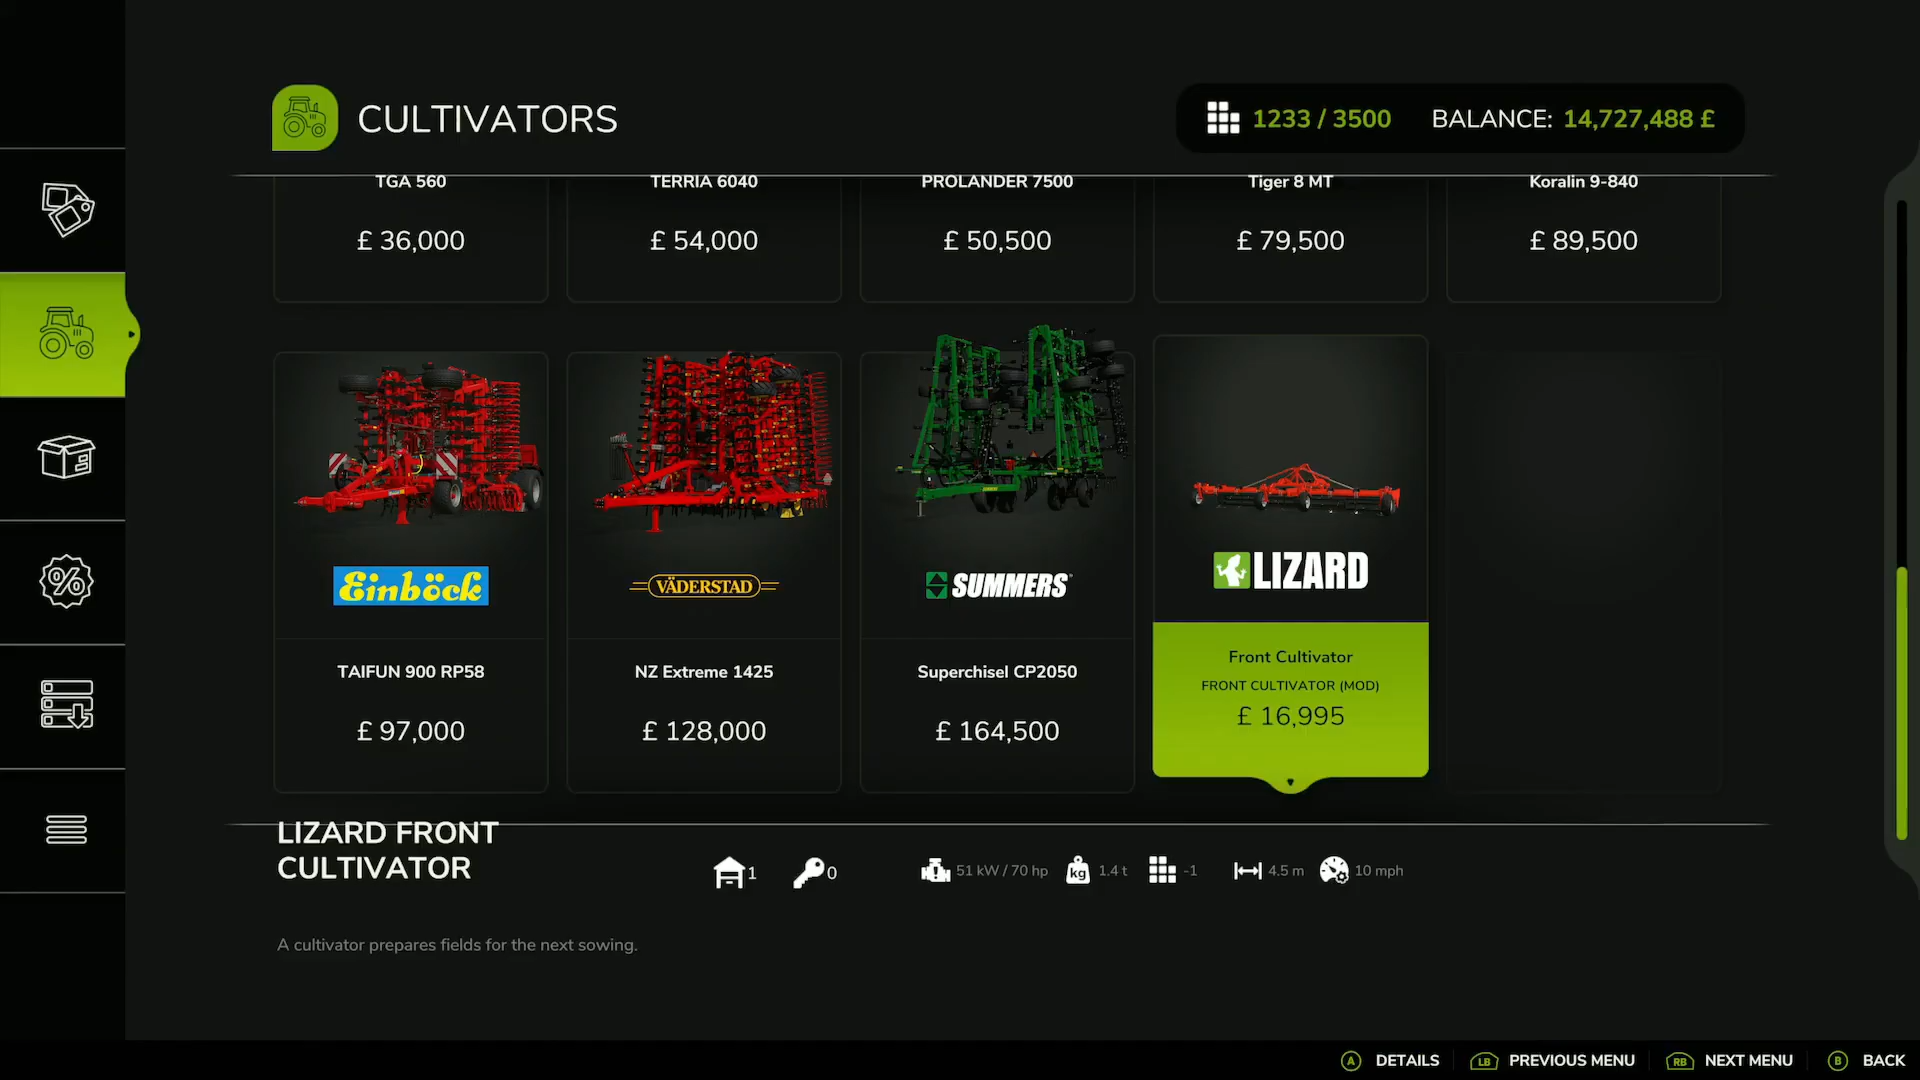 CULTIVATORS
1233 / 3500 BALANCE: 14,727,488 £
TGA 560
£ 36,000
TERRIA 6040
£ 54,000
PROLANDER 7500
£ 50,500
Tiger 8 MT
£ 79,500
Koralin 9-840
£ 89,500
Einböck
TAIFUN 900 RP58
£ 97,000
VÄDERSTAD
NZ Extreme 1425
£ 128,000
SUMMERS
Superchisel CP2050
£ 164,500
LIZARD
Front Cultivator
FRONT CULTIVATOR (MOD)
£ 16,995
LIZARD FRONT
CULTIVATOR
1 0 kg 51 kW / 70 hp 1.4 t -1 4.5 m 10 mph
A cultivator prepares fields for the next sowing.
A DETAILS LB PREVIOUS MENU RB NEXT MENU B BACK